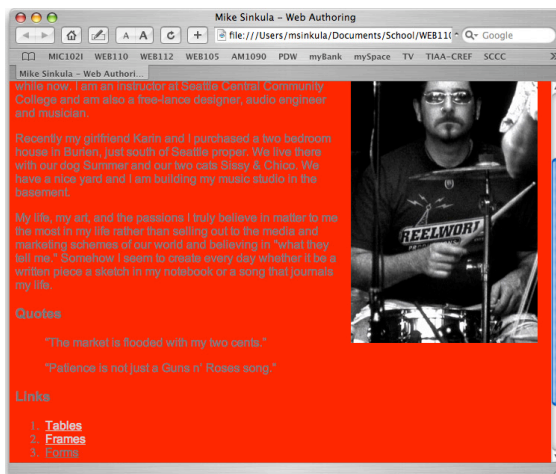 Mike Sinkula - Web Authoring
A A file:///Users/msinkula/Documents/School/WEB11 Google
MIC102I WEB110 WEB112 WEB105 AM1090 PDW myBank mySpace TV TIAA-CREF SCCC
Mike Sinkula - Web Authori...
while now. I am an instructor at Seattle Central Community
College and am also a free-lance designer, audio engineer
and musician.
Recently my girlfriend Karin and I purchased a two bedroom
house in Burien, just south of Seattle proper. We live there
with our dog Summer and our two cats Sissy & Chico. We
have a nice yard and I am building my music studio in the
basement.
My life, my art, and the passions I truly believe in matter to me
the most in my life rather than selling out to the media and
marketing schemes of our world and believing in "what they
tell me." Somehow I seem to create every day whether it be a
written piece a sketch in my notebook or a song that journals
my life.
REELWORL
Quotes
"The market is flooded with my two cents."
"Patience is not just a Guns n' Roses song."
Links
1. Tables
2. Frames
3. Forms